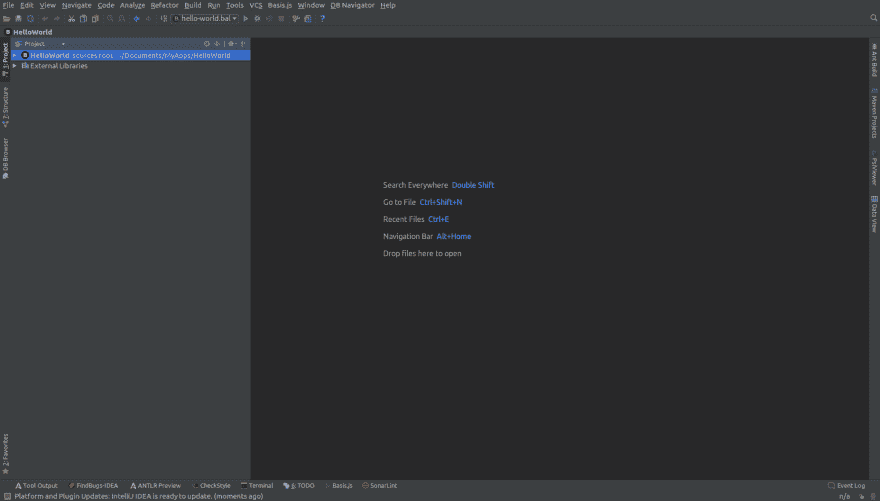 File Edit View Navigate Code Analyze Refactor Build Run Tools VCS Basis.js Window DB Navigator Help
hello-world.bal
HelloWorld
Project
HelloWorld sources root ~/Documents/MyApps/HelloWorld
External Libraries
1: Project
7: Structure
DB Browser
2: Favorites
Search Everywhere Double Shift
Go to File Ctrl+Shift+N
Recent Files Ctrl+E
Navigation Bar Alt+Home
Drop files here to open
Ant Build
Maven Projects
PsiViewer
Data View
Tool Output FindBugs-IDEA ANTLR Preview CheckStyle Terminal 6: TODO Basis.js SonarLint Event Log
Platform and Plugin Updates: IntelliJ IDEA is ready to update. (moments ago) n/a